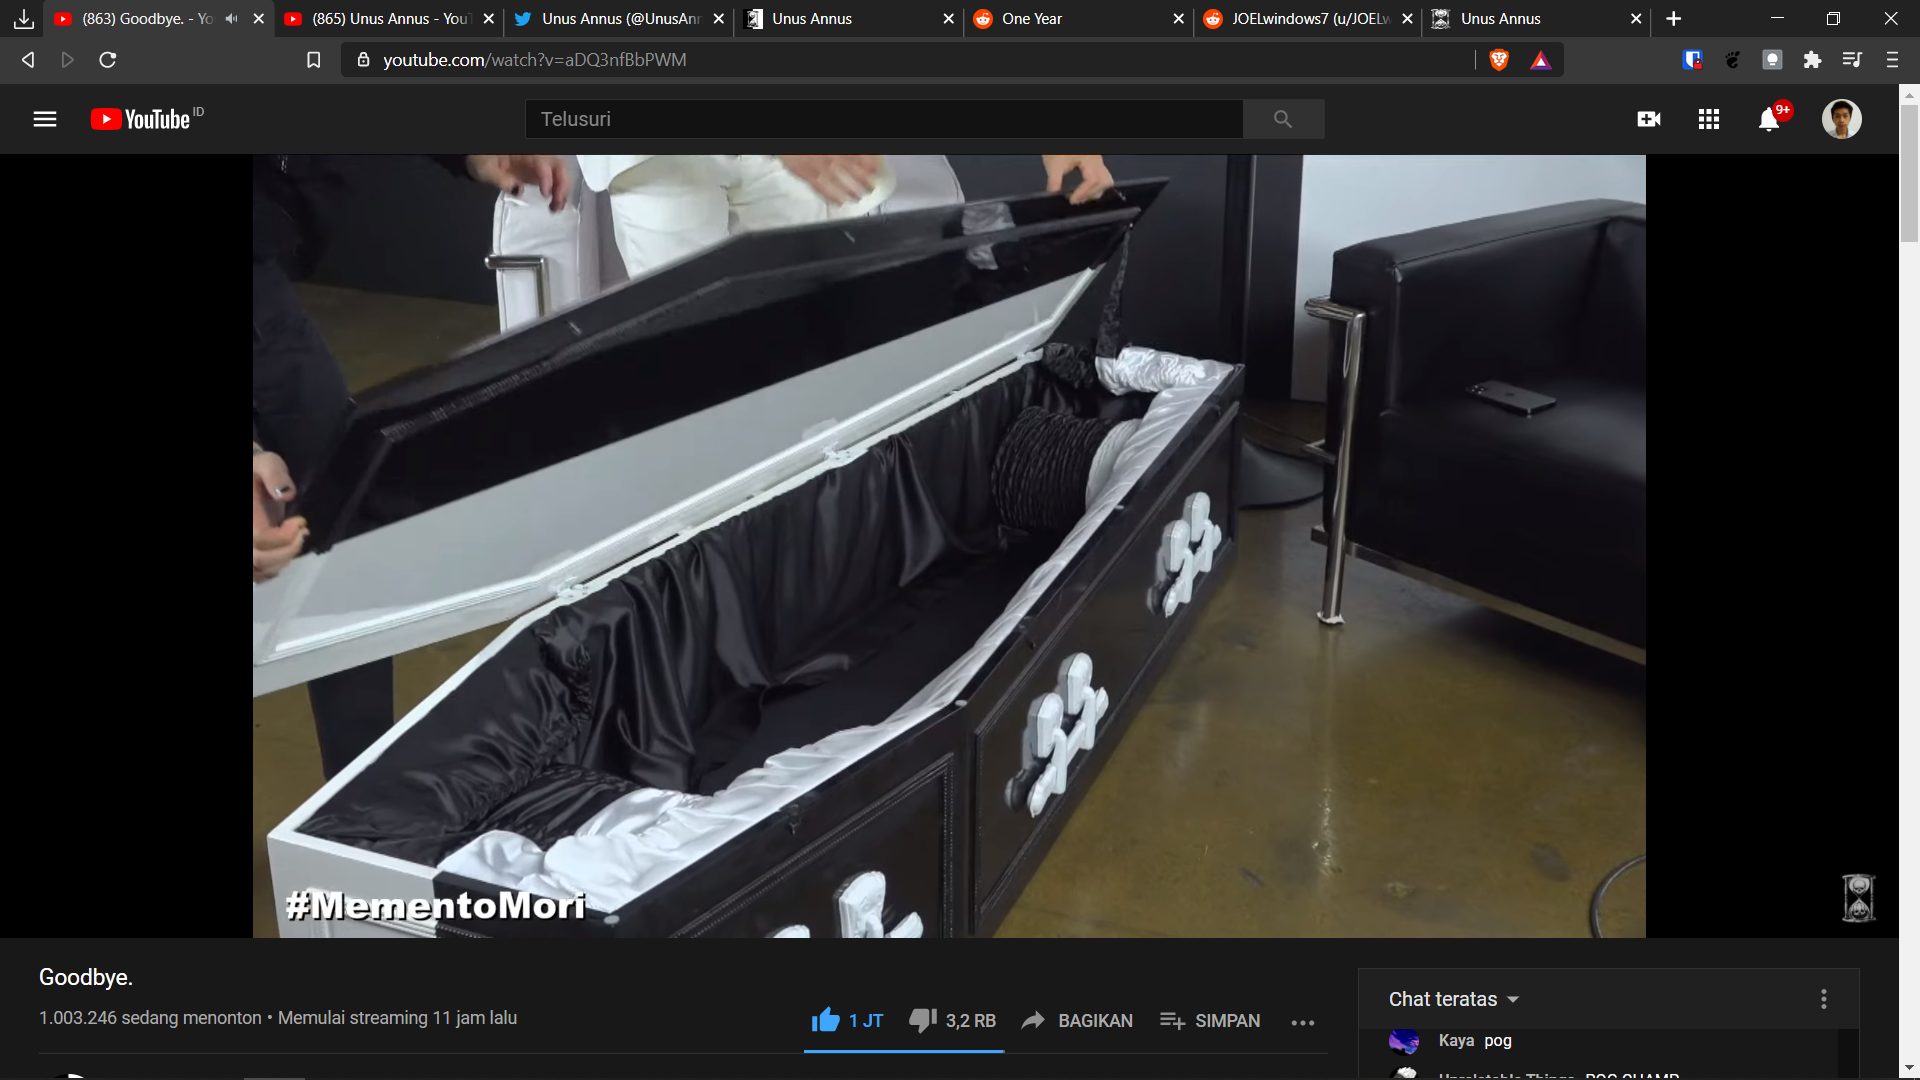 (863) Goodbye. - Yo
(865) Unus Annus - YouT
Unus Annus (@UnusAnn
Unus Annus
One Year
JOELwindows7 (u/JOELw
Unus Annus
youtube.com/watch?v=aDQ3nfBbPWM
YouTube ID
Telusuri
9+
#MementoMori
Goodbye.
1.003.246 sedang menonton • Memulai streaming 11 jam lalu
1 JT
3,2 RB
BAGIKAN
SIMPAN
Chat teratas
Kaya pog